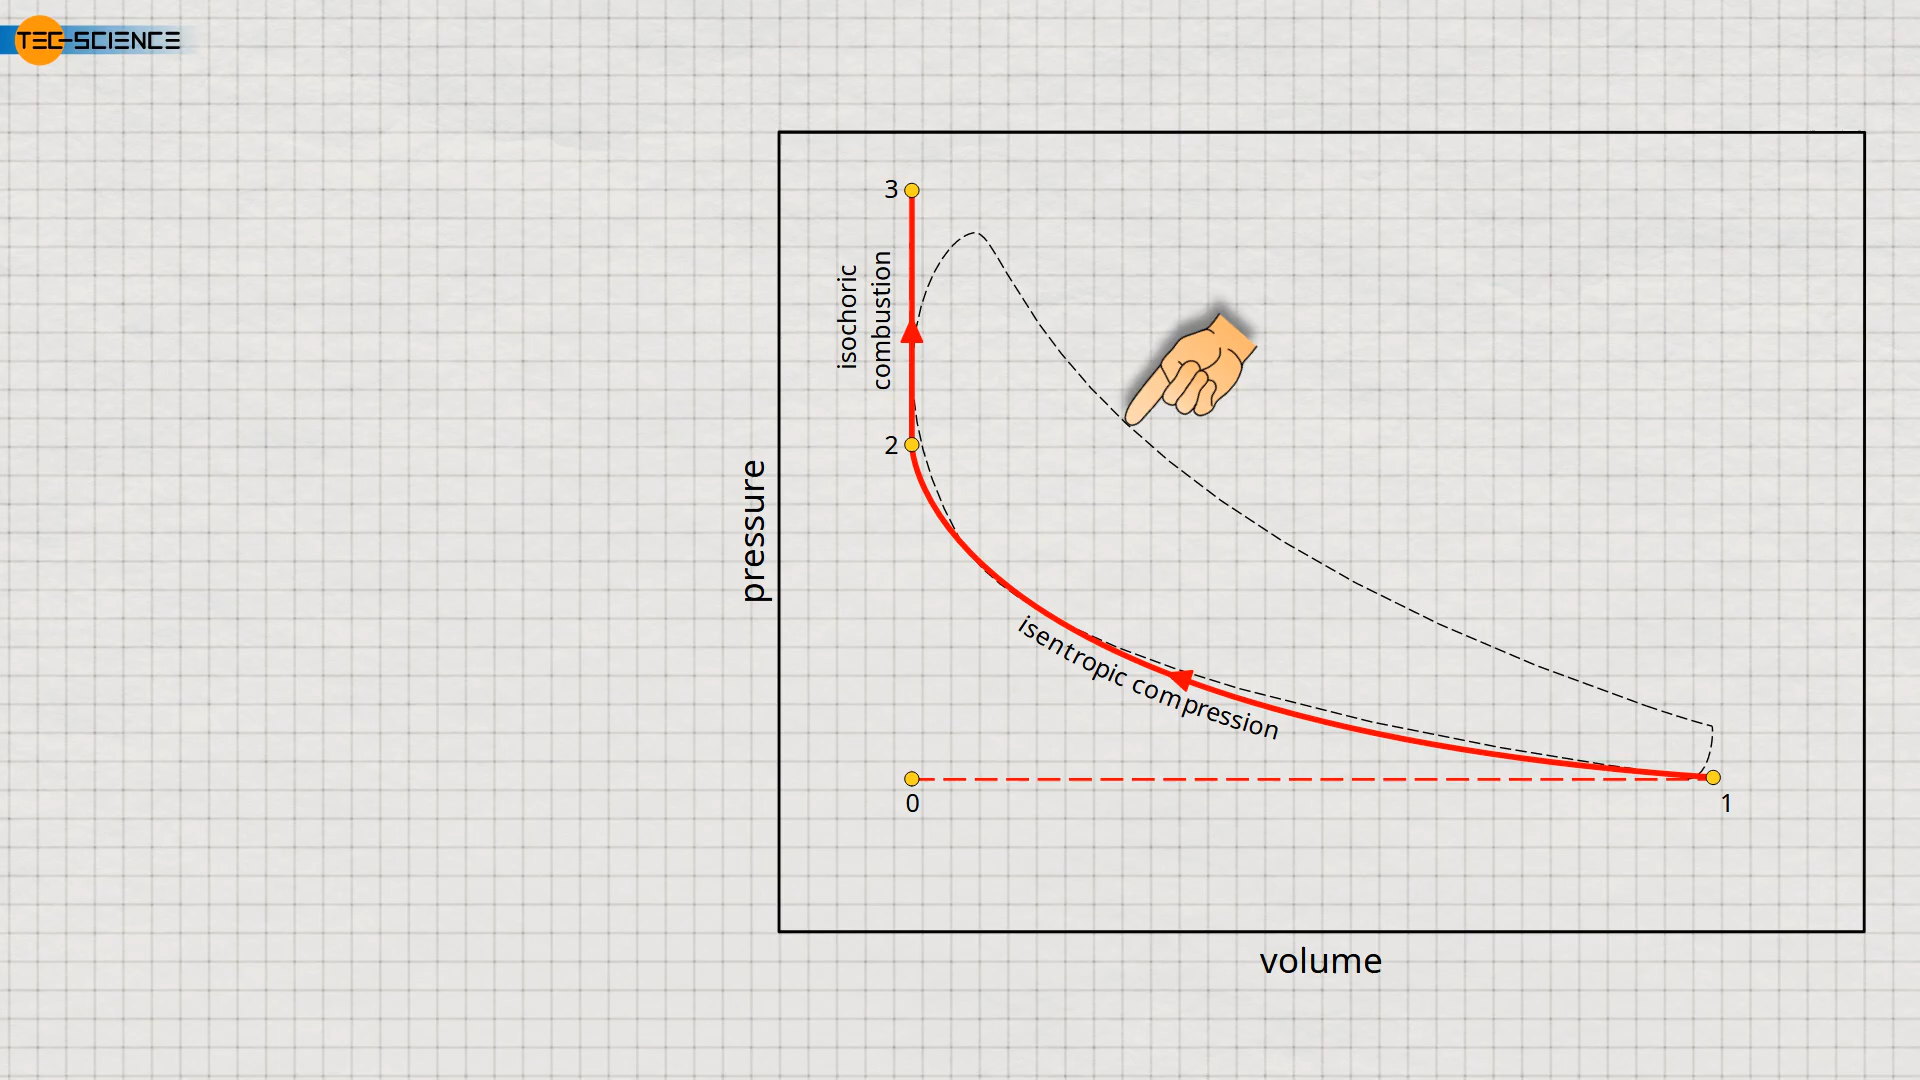 TEC-SCIENCE
3
isochoric
combustion
2
pressure
isentropic compression
0
1
volume